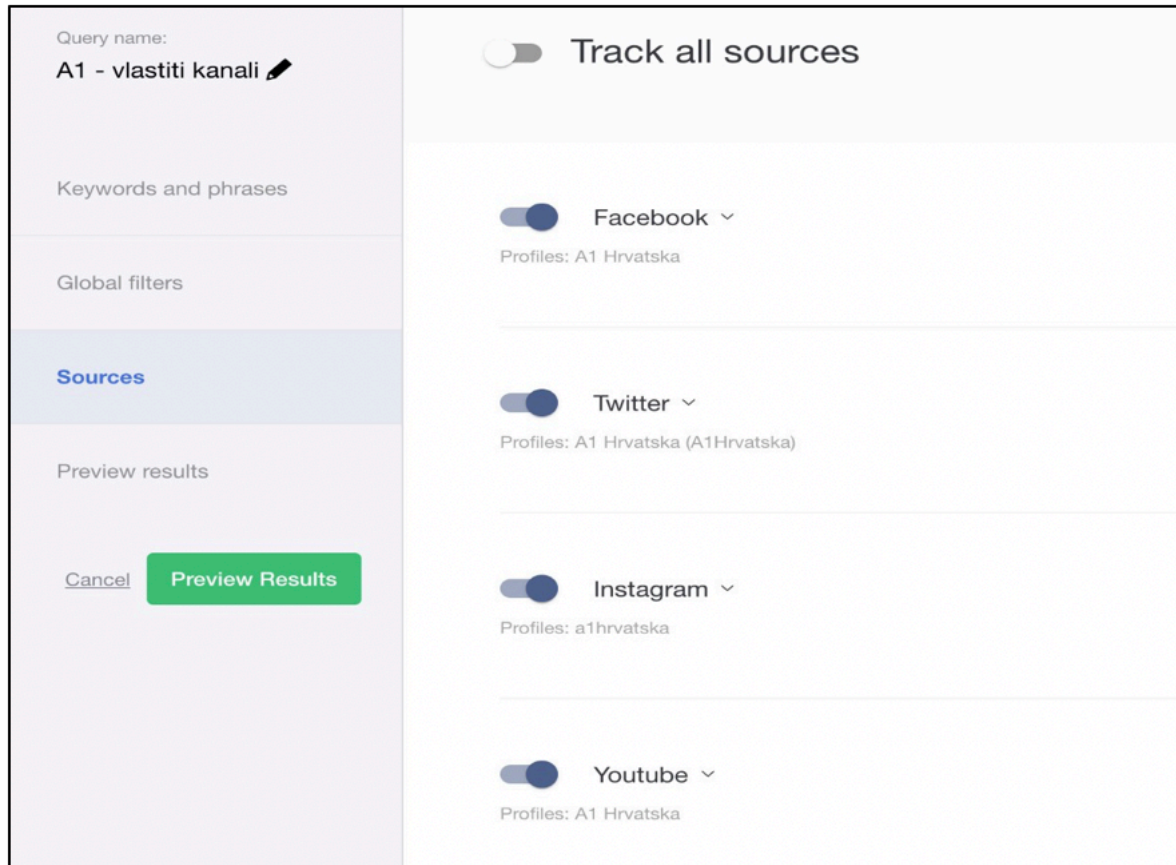 Query name:
A1 - vlastiti kanali
Keywords and phrases
Global filters
Sources
Preview results
Cancel
Preview Results
Track all sources
Facebook
Profiles: A1 Hrvatska
Twitter
Profiles: A1 Hrvatska (A1Hrvatska)
Instagram
Profiles: a1hrvatska
Youtube
Profiles: A1 Hrvatska